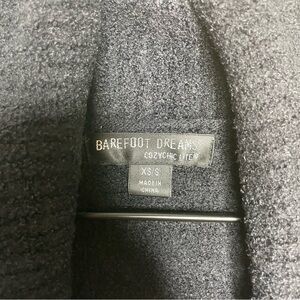 BAREFOOT DREAMS
COZYCHIC LITE®
XS/S
MADE IN
CHINA